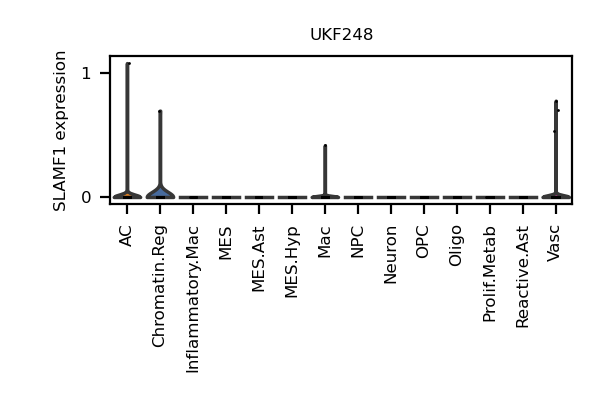 UKF248
SLAMF1 expression
1
0
AC
Chromatin.Reg
Inflammatory.Mac
MES
MES.Ast
MES.Hyp
Mac
NPC
Neuron
OPC
Oligo
Prolif.Metab
Reactive.Ast
Vasc